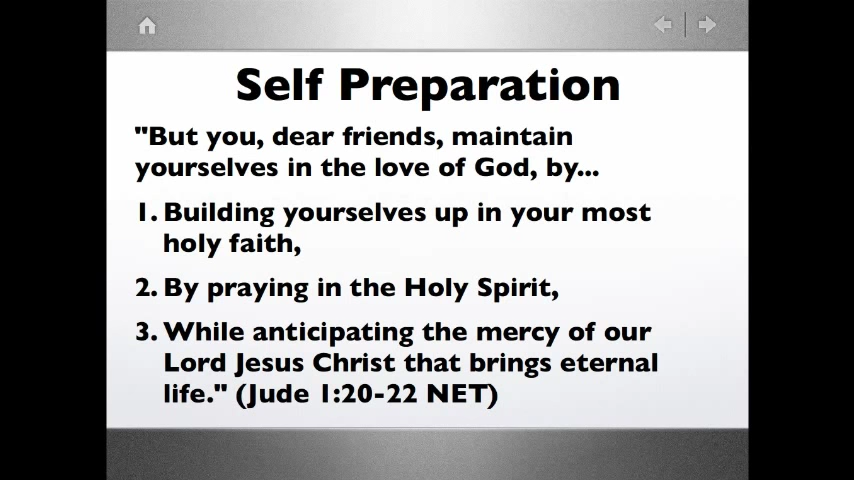 Self Preparation
"But you, dear friends, maintain
yourselves in the love of God, by...
1. Building yourselves up in your most
holy faith,
2. By praying in the Holy Spirit,
3. While anticipating the mercy of our
Lord Jesus Christ that brings eternal
life." (Jude 1:20-22 NET)